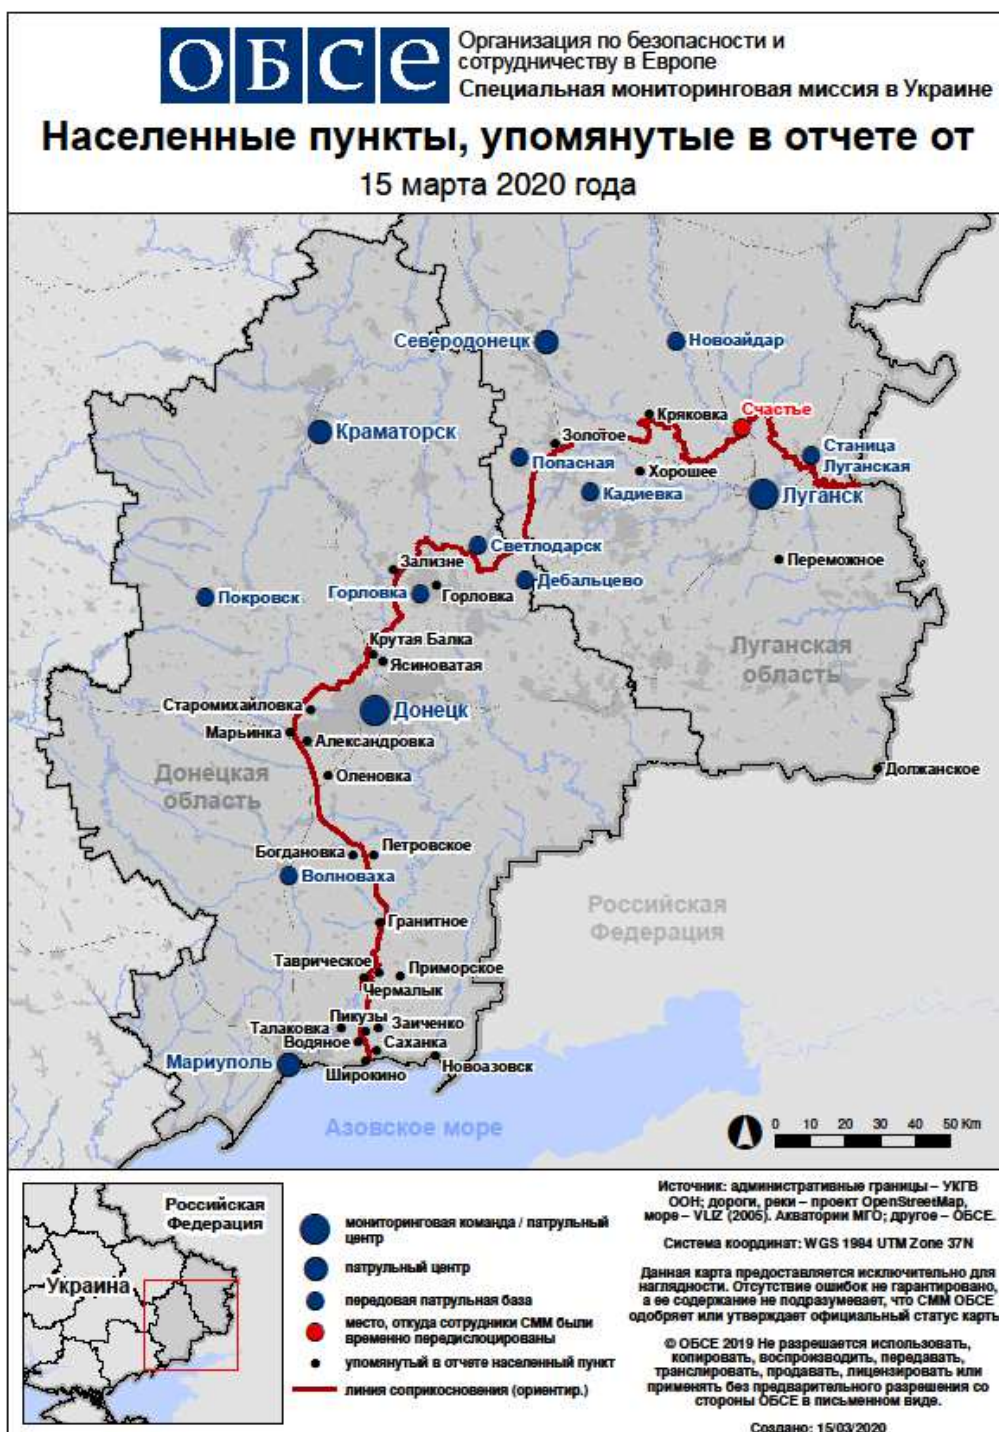 ОБСЕ
Организация по безопасности и
сотрудничеству в Европе
Специальная мониторинговая миссия в Украине
Населенные пункты, упомянутые в отчете от
15 марта 2020 года
Северодонецк
Новоайдар
Кряковка
Счастье
Краматорск
Золотое
Станица
Луганская
Попасная
Хорошее
Кадиевка
Луганск
Светлодарск
Зализне
Переможное
Дебальцево
Покровск
Горловка
Горловка
Крутая Балка
Ясиноватая
Луганская
область
Старомихайловка
Донецк
Марьинка
Александровка
Донецкая
область
Оленовка
Должанское
Богдановка
Петровское
Волноваха
Российская
Федерация
Гранитное
Таврическое
Приморское
Чермалык
Пикузы
Талаковка
Заиченко
Водяное
Саханка
Мариуполь
Широкино
Новоазовск
Азовское море
0 10 20 30 40 50 Km
Российская
Федерация
Украина
мониторинговая команда / патрульный
центр
патрульный центр
передовая патрульная база
место, откуда сотрудники СММ были
временно передислоцированы
упомянутый в отчете населенный пункт
линия соприкосновения (ориентир.)
Источник: административные границы – УКГВ
ООН; дороги, реки – проект OpenStreetMap,
море – VLIZ (2005). Акватории МГО; другое – ОБСЕ.
Система координат: WGS 1984 UTM Zone 37N
Данная карта предоставляется исключительно для
наглядности. Отсутствие ошибок не гарантировано,
а ее содержание не подразумевает, что СММ ОБСЕ
одобряет или утверждает официальный статус карты
© ОБСЕ 2019 Не разрешается использовать,
копировать, воспроизводить, передавать,
транслировать, продавать, лицензировать или
применять без предварительного разрешения со
стороны ОБСЕ в письменном виде.
Создано: 15/03/2020